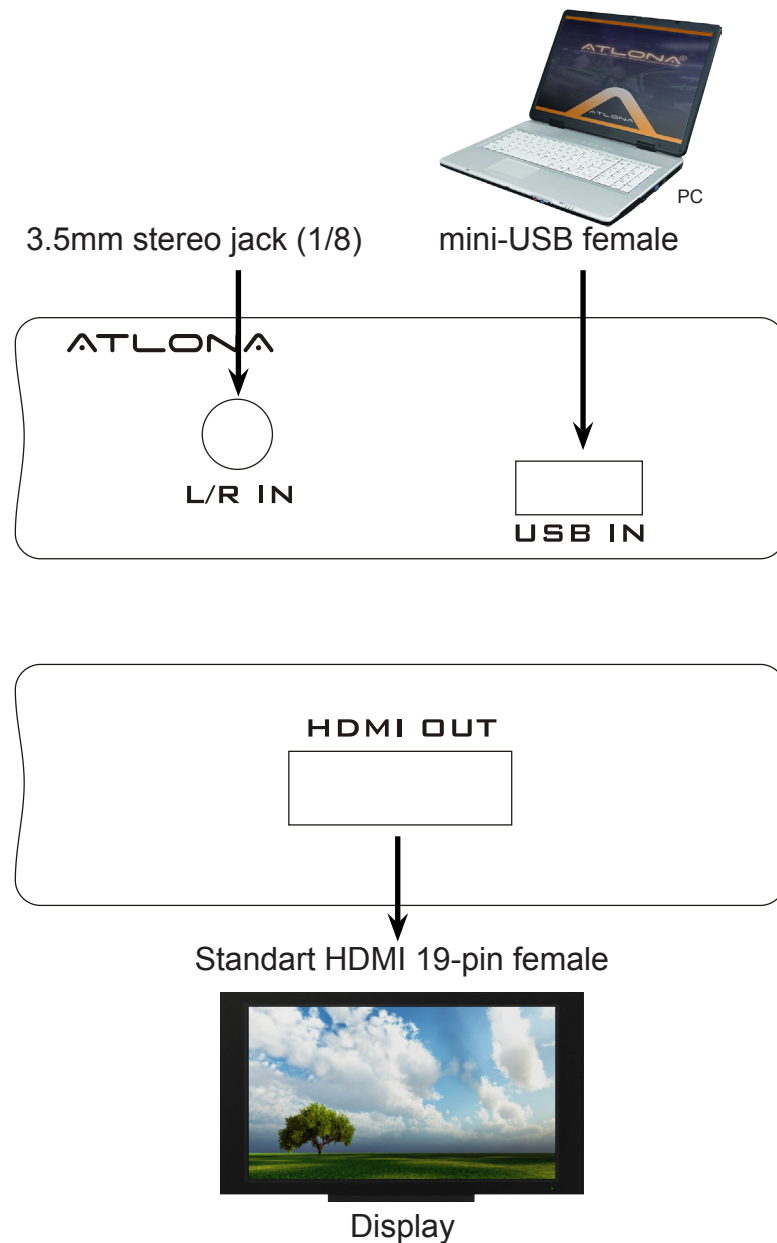 ATLONA®
ATLONA
PC
3.5mm stereo jack (1/8)
mini-USB female
ATLONA
L/R IN
USB IN
HDMI OUT
Standart HDMI 19-pin female
Display